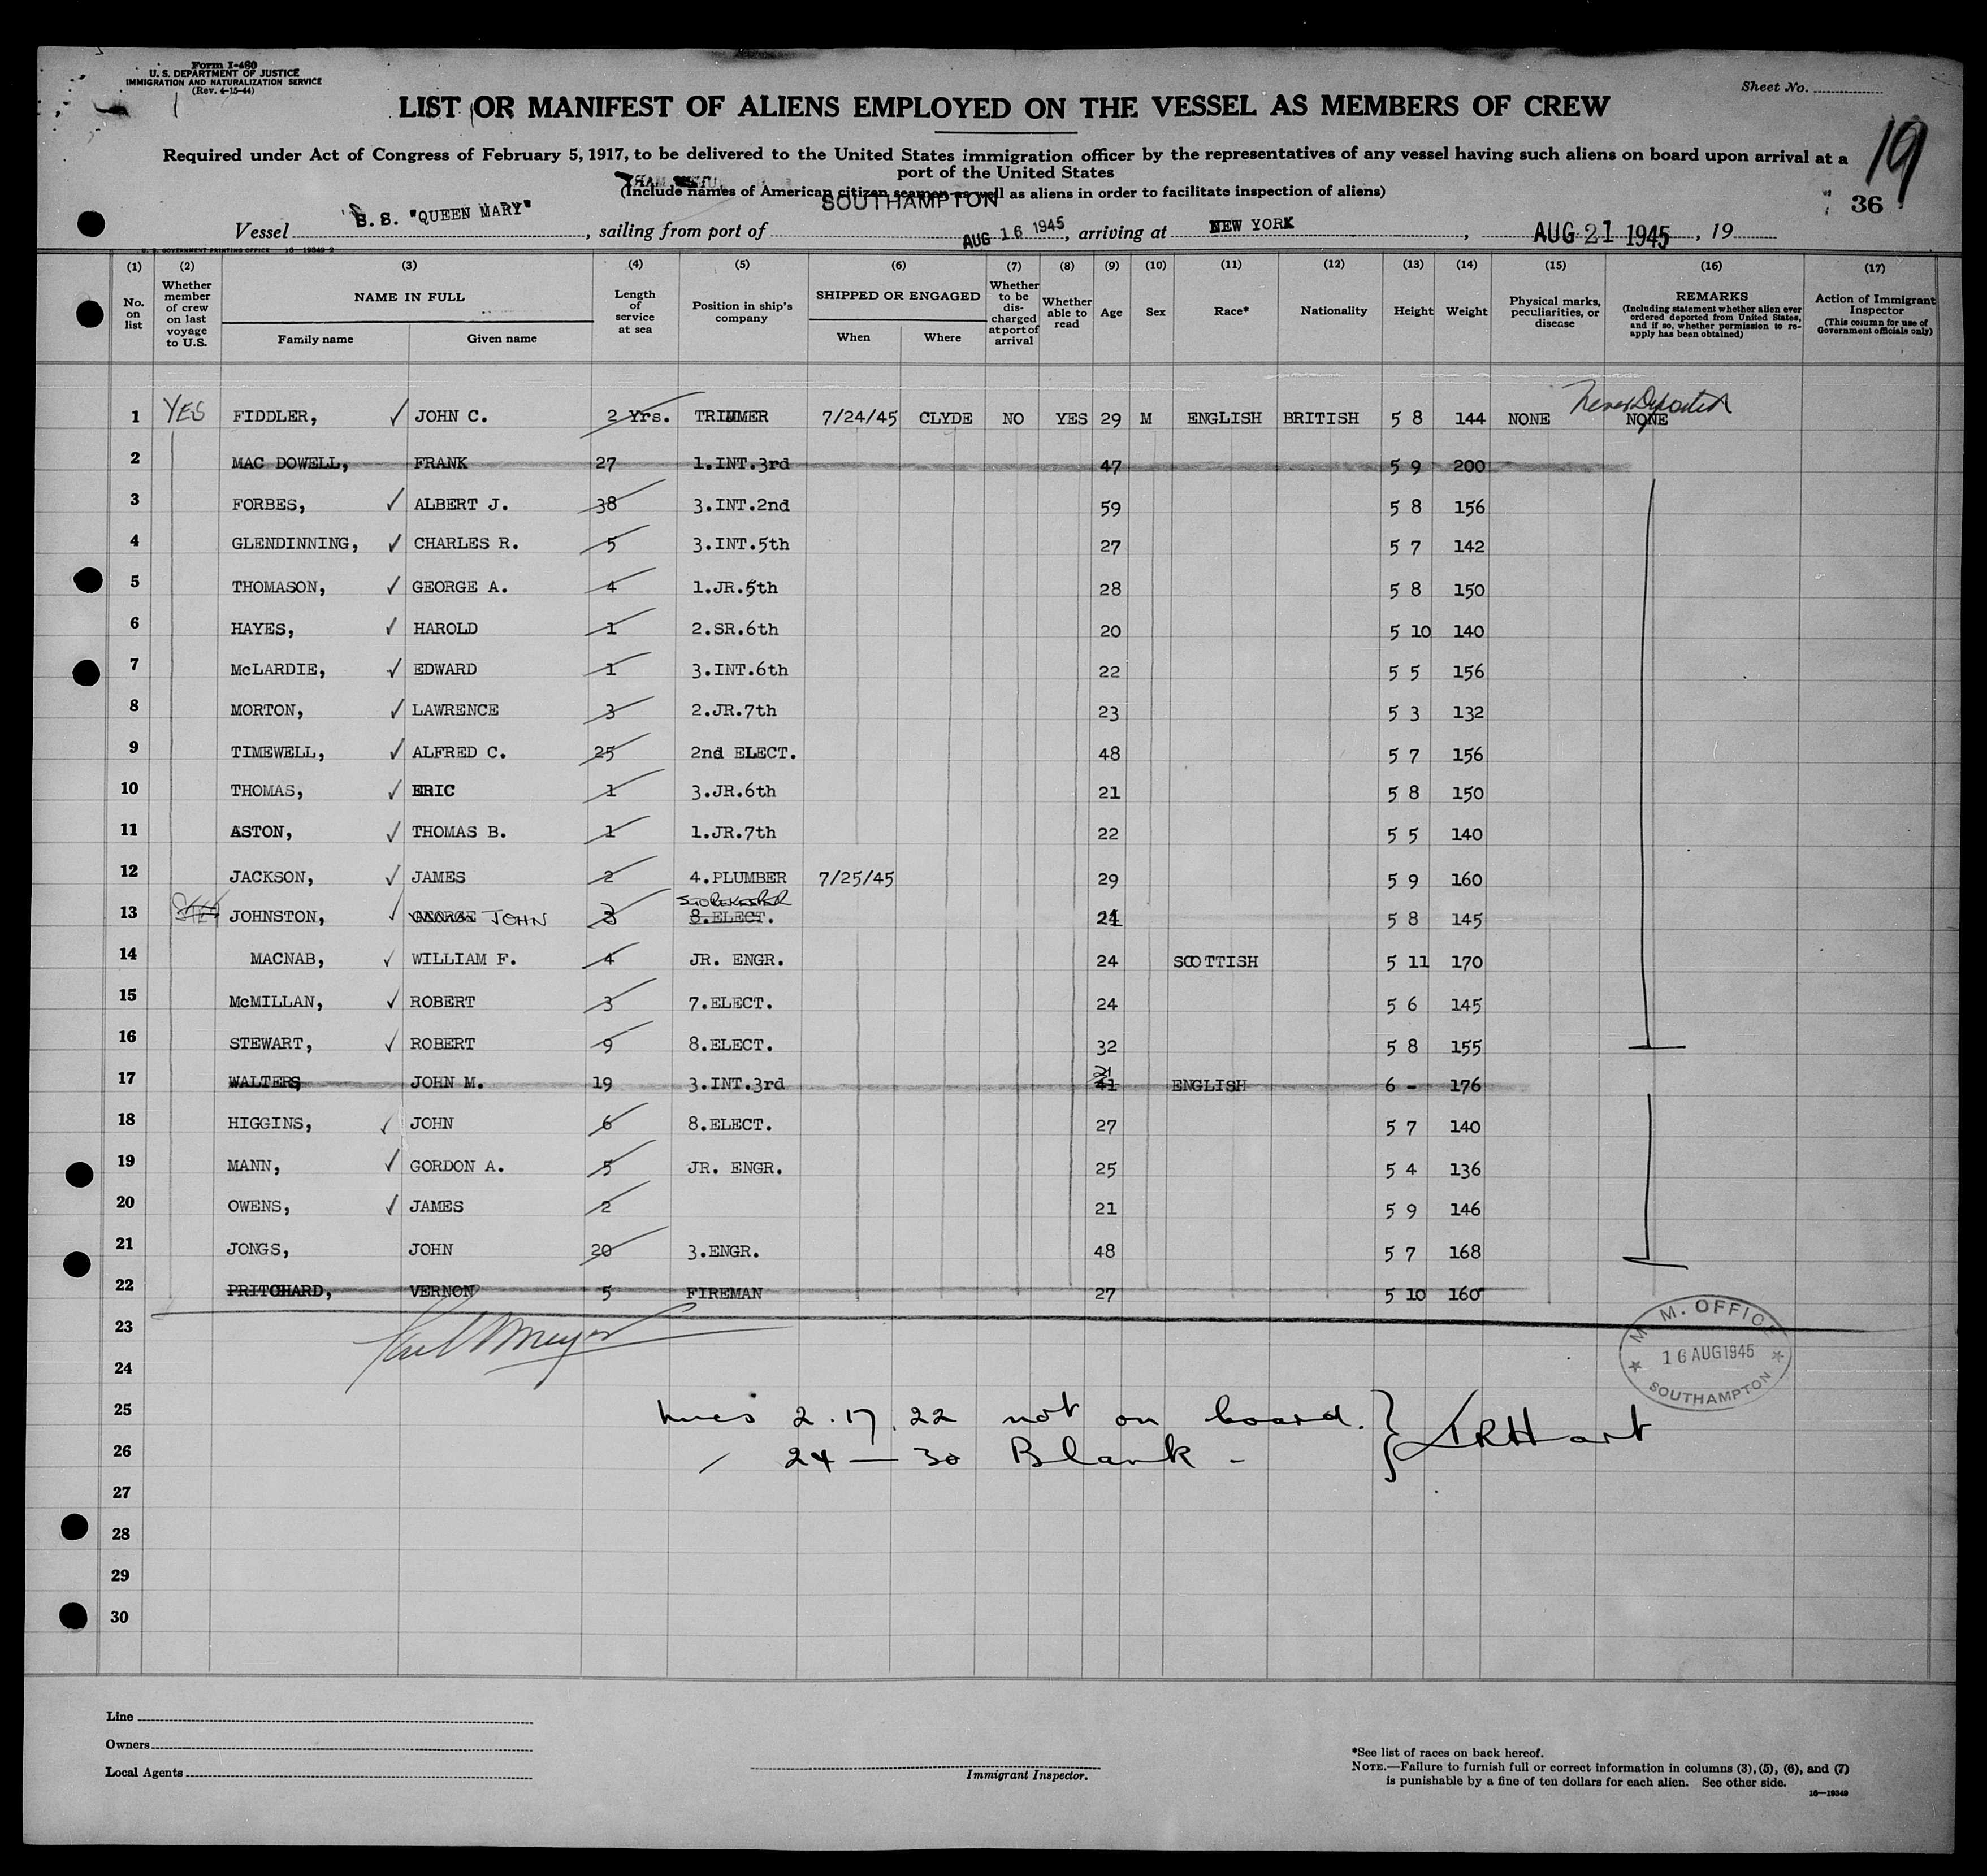 Form I-480
U. S. DEPARTMENT OF JUSTICE
IMMIGRATION AND NATURALIZATION SERVICE
(Rev. 4-15-44)
Sheet No.
LIST OR MANIFEST OF ALIENS EMPLOYED ON THE VESSEL AS MEMBERS OF CREW
19
Required under Act of Congress of February 5, 1917, to be delivered to the United States immigration officer by the representatives of any vessel having such aliens on board upon arrival at a
port of the United States
(Include names of American citizen seamen as well as aliens in order to facilitate inspection of aliens)
36
Vessel S.S. "QUEEN MARY", sailing from port of SOUTHAMPTON AUG 16 1945, arriving at NEW YORK, AUG 21 1945, 19
U. S. GOVERNMENT PRINTING OFFICE 16-19349-2
(1) (2) (3) (4) (5) (6) (7) (8) (9) (10) (11) (12) (13) (14) (15) (16) (17)
No. on list
Whether member of crew on last voyage to U.S.
NAME IN FULL
Family name
Given name
Length of service at sea
Position in ship's company
SHIPPED OR ENGAGED
When
Where
Whether to be discharged at port of arrival
Whether able to read
Age
Sex
Race*
Nationality
Height
Weight
Physical marks, peculiarities, or disease
REMARKS
(Including statement whether alien ever ordered deported from United States, and if so, whether permission to reapply has been obtained)
Action of Immigrant Inspector
(This column for use of Government officials only)
Never Deported
1 YES FIDDLER, ✓ JOHN C. 2 Yrs. TRIMMER 7/24/45 CLYDE NO YES 29 M ENGLISH BRITISH 5 8 144 NONE NONE
2 MAC DOWELL, FRANK 27 1.INT.3rd 47 5 9 200
3 FORBES, ✓ ALBERT J. 38 3.INT.2nd 59 5 8 156
4 GLENDINNING, ✓ CHARLES R. 5 3.INT.5th 27 5 7 142
5 THOMASON, ✓ GEORGE A. 4 1.JR.5th 28 5 8 150
6 HAYES, ✓ HAROLD 1 2.SR.6th 20 5 10 140
7 McLARDIE, ✓ EDWARD 1 3.INT.6th 22 5 5 156
8 MORTON, ✓ LAWRENCE 3 2.JR.7th 23 5 3 132
9 TIMEWELL, ✓ ALFRED C. 25 2nd ELECT. 48 5 7 156
10 THOMAS, ✓ ERIC 1 3.JR.6th 21 5 8 150
11 ASTON, ✓ THOMAS B. 1 1.JR.7th 22 5 5 140
12 JACKSON, ✓ JAMES 2 4.PLUMBER 7/25/45 29 5 9 160
STOREKEEPER
13 JOHNSTON, ✓ GEORGE JOHN 3 8.ELECT. 24 5 8 145
14 MACNAB, ✓ WILLIAM F. 4 JR. ENGR. 24 SCOTTISH 5 11 170
15 McMILLAN, ✓ ROBERT 3 7.ELECT. 24 5 6 145
16 STEWART, ✓ ROBERT 9 8.ELECT. 32 5 8 155
17 WALTERS JOHN M. 19 3.INT.3rd 41 ENGLISH 6 - 176
18 HIGGINS, ✓ JOHN 6 8.ELECT. 27 5 7 140
19 MANN, ✓ GORDON A. 5 JR. ENGR. 25 5 4 136
20 OWENS, ✓ JAMES 2 21 5 9 146
21 JONGS, JOHN 20 3.ENGR. 48 5 7 168
22 PRITCHARD, VERNON 5 FIREMAN 27 5 10 160
23
M. M. OFFICE
16 AUG 1945
SOUTHAMPTON
24
25 Lines 2. 17. 22 not on board.
26 24 — 30 Blank - Hart
27
28
29
30
Line
Owners
Local Agents
Immigrant Inspector.
*See list of races on back hereof.
NOTE.—Failure to furnish full or correct information in columns (3), (5), (6), and (7)
is punishable by a fine of ten dollars for each alien. See other side.
16—19349